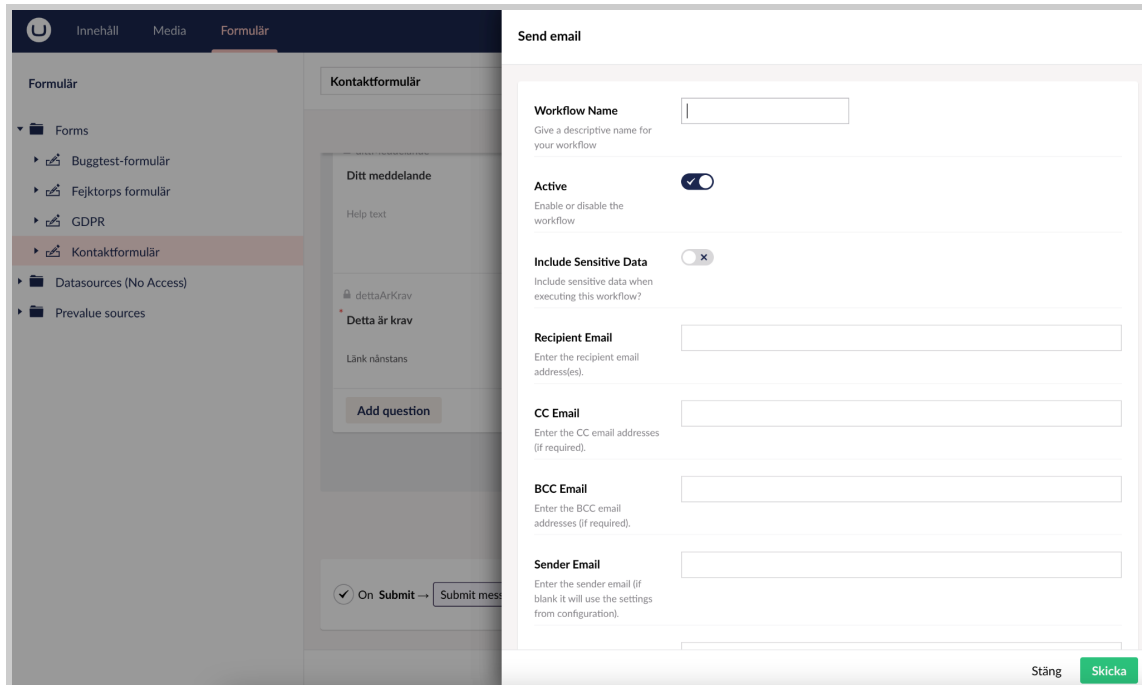 Innehåll
Media
Formulär
Formulär
Forms
Buggtest-formulär
Fejktorps formulär
GDPR
Kontaktformulär
Datasources (No Access)
Prevalue sources
Kontaktformulär
Ditt meddelande
Help text
dettaArKrav
* Detta är krav
Länk nånstans
Add question
On Submit → Submit mess
Send email
Workflow Name
Give a descriptive name for
your workflow
Active
Enable or disable the
workflow
Include Sensitive Data
Include sensitive data when
executing this workflow?
Recipient Email
Enter the recipient email
address(es).
CC Email
Enter the CC email addresses
(if required).
BCC Email
Enter the BCC email
addresses (if required).
Sender Email
Enter the sender email (if
blank it will use the settings
from configuration).
Stäng
Skicka